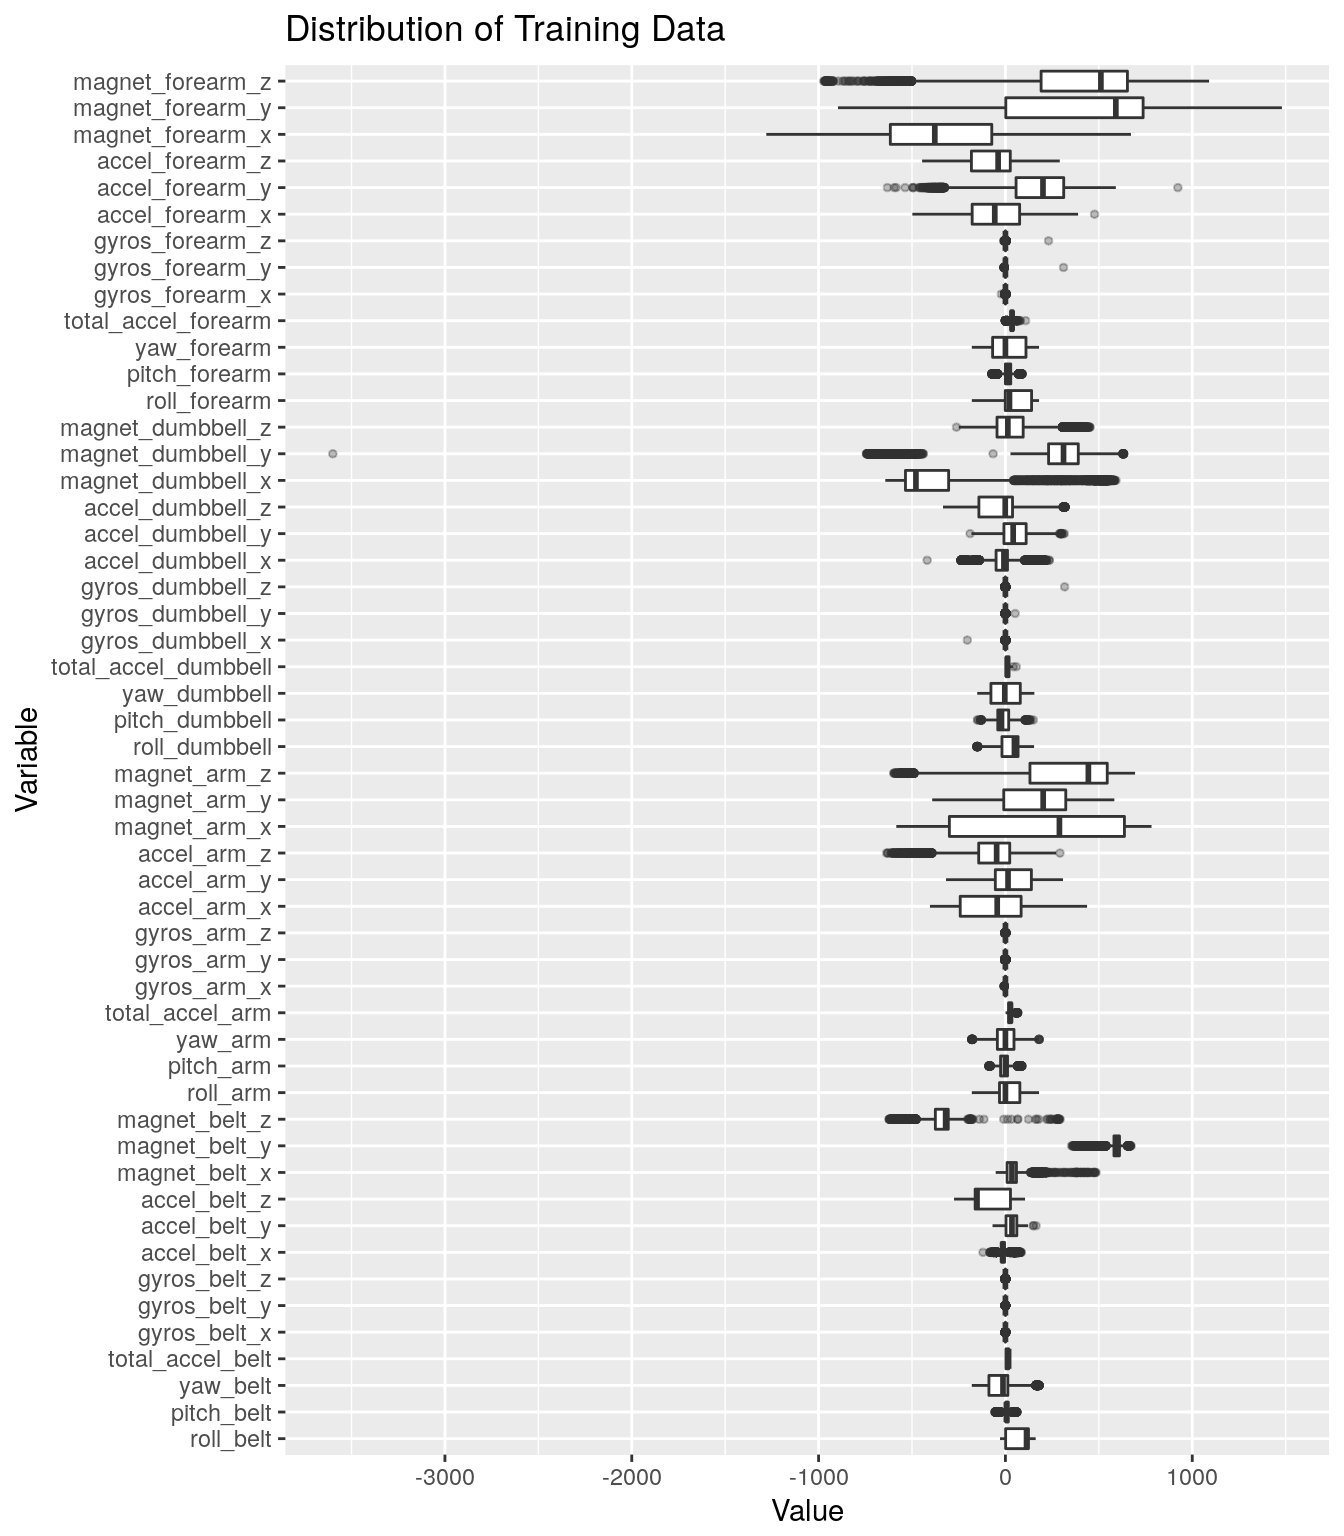 Distribution of Training Data
Variable
magnet_forearm_z
magnet_forearm_y
magnet_forearm_x
accel_forearm_z
accel_forearm_y
accel_forearm_x
gyros_forearm_z
gyros_forearm_y
gyros_forearm_x
total_accel_forearm
yaw_forearm
pitch_forearm
roll_forearm
magnet_dumbbell_z
magnet_dumbbell_y
magnet_dumbbell_x
accel_dumbbell_z
accel_dumbbell_y
accel_dumbbell_x
gyros_dumbbell_z
gyros_dumbbell_y
gyros_dumbbell_x
total_accel_dumbbell
yaw_dumbbell
pitch_dumbbell
roll_dumbbell
magnet_arm_z
magnet_arm_y
magnet_arm_x
accel_arm_z
accel_arm_y
accel_arm_x
gyros_arm_z
gyros_arm_y
gyros_arm_x
total_accel_arm
yaw_arm
pitch_arm
roll_arm
magnet_belt_z
magnet_belt_y
magnet_belt_x
accel_belt_z
accel_belt_y
accel_belt_x
gyros_belt_z
gyros_belt_y
gyros_belt_x
total_accel_belt
yaw_belt
pitch_belt
roll_belt
-3000 -2000 -1000 0 1000
Value